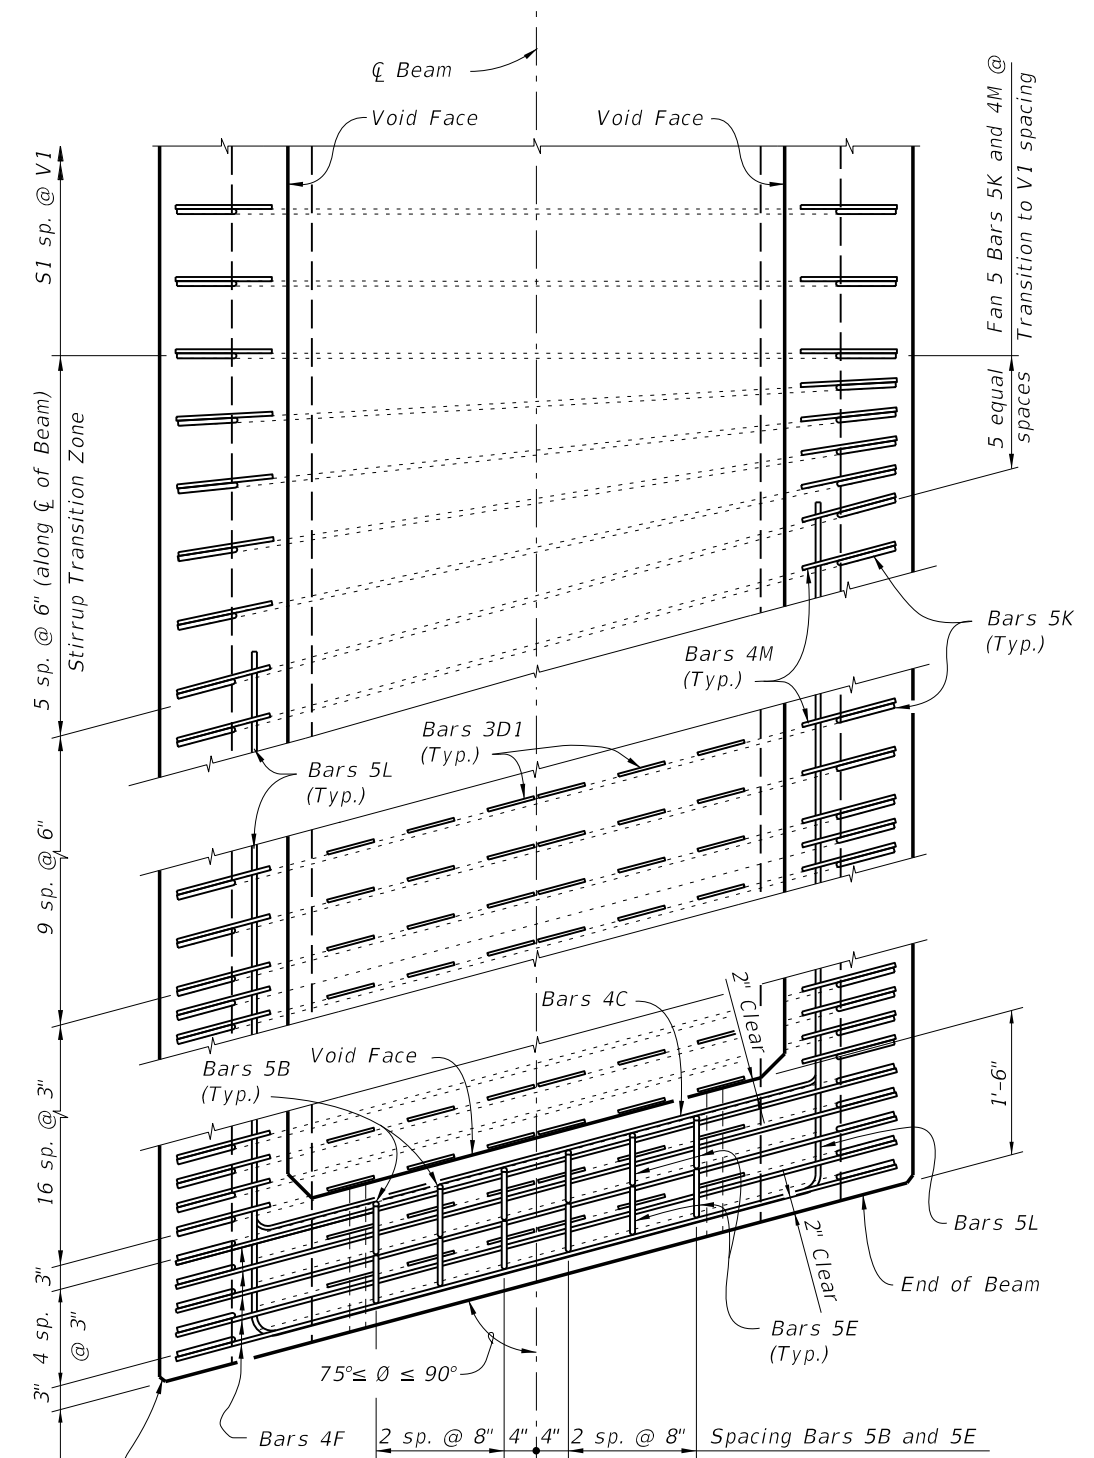 ℄ Beam
Void Face
Void Face
Fan 5 Bars 5K and 4M @
Transition to V1 spacing
S1 sp. @ V1
5 equal
spaces
5 sp. @ 6" (along ℄ of Beam)
Stirrup Transition Zone
Bars 5K
(Typ.)
Bars 4M
(Typ.)
Bars 3D1
(Typ.)
Bars 5L
(Typ.)
9 sp. @ 6"
2" Clear
Bars 4C
Void Face
Bars 5B
(Typ.)
1'-6"
16 sp. @ 3"
Bars 5L
2" Clear
3"
End of Beam
4 sp.
@ 3"
Bars 5E
(Typ.)
75°≤ Ø ≤ 90°
3"
Bars 4F
2 sp. @ 8"
4"
4"
2 sp. @ 8"
Spacing Bars 5B and 5E